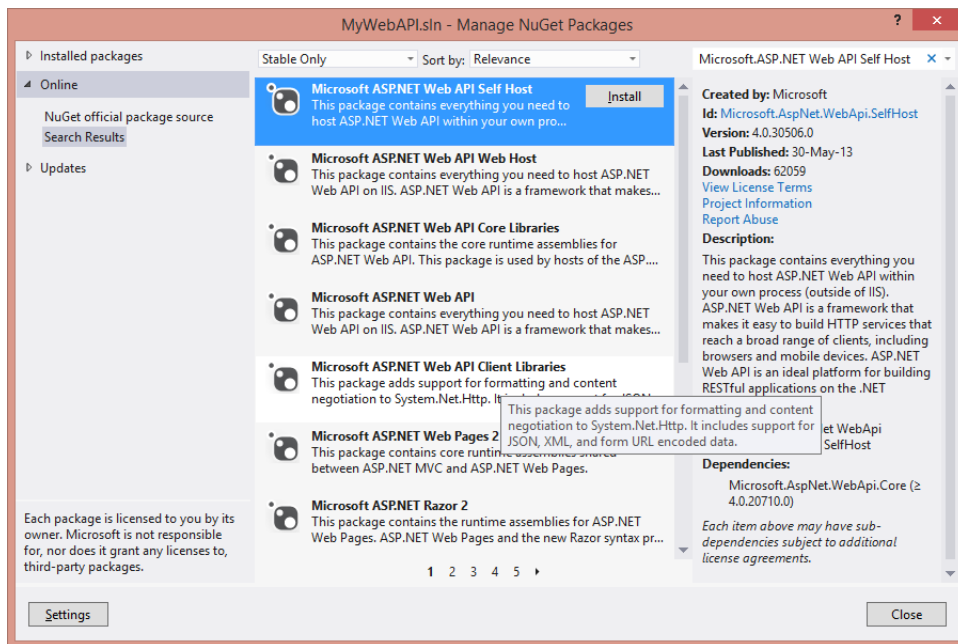 MyWebAPI.sln - Manage NuGet Packages
?
×
Installed packages
Online
NuGet official package source
Search Results
Updates
Each package is licensed to you by its
owner. Microsoft is not responsible
for, nor does it grant any licenses to,
third-party packages.
Stable Only
Sort by: Relevance
Microsoft ASP.NET Web API Self Host
This package contains everything you need to
host ASP.NET Web API within your own pro...
Install
Microsoft ASP.NET Web API Web Host
This package contains everything you need to host ASP.NET
Web API on IIS. ASP.NET Web API is a framework that makes...
Microsoft ASP.NET Web API Core Libraries
This package contains the core runtime assemblies for
ASP.NET Web API. This package is used by hosts of the ASP....
Microsoft ASP.NET Web API
This package contains everything you need to host ASP.NET
Web API on IIS. ASP.NET Web API is a framework that makes...
Microsoft ASP.NET Web API Client Libraries
This package adds support for formatting and content
negotiation to System.Net.Http.
This package adds support for formatting and content
negotiation to System.Net.Http. It includes support for
JSON, XML, and form URL encoded data.
Microsoft ASP.NET Web Pages 2
This package contains core runtime assemblies shared
between ASP.NET MVC and ASP.NET Web Pages.
Microsoft ASP.NET Razor 2
This package contains the runtime assemblies for ASP.NET
Web Pages. ASP.NET Web Pages and the new Razor syntax pr...
1 2 3 4 5
Microsoft.ASP.NET Web API Self Host ×
Created by: Microsoft
Id: Microsoft.AspNet.WebApi.SelfHost
Version: 4.0.30506.0
Last Published: 30-May-13
Downloads: 62059
View License Terms
Project Information
Report Abuse
Description:
This package contains everything you
need to host ASP.NET Web API within
your own process (outside of IIS).
ASP.NET Web API is a framework that
makes it easy to build HTTP services that
reach a broad range of clients, including
browsers and mobile devices. ASP.NET
Web API is an ideal platform for building
RESTful applications on the .NET
WebApi
SelfHost
Dependencies:
Microsoft.AspNet.WebApi.Core (≥
4.0.20710.0)
Each item above may have sub-
dependencies subject to additional
license agreements.
Settings
Close